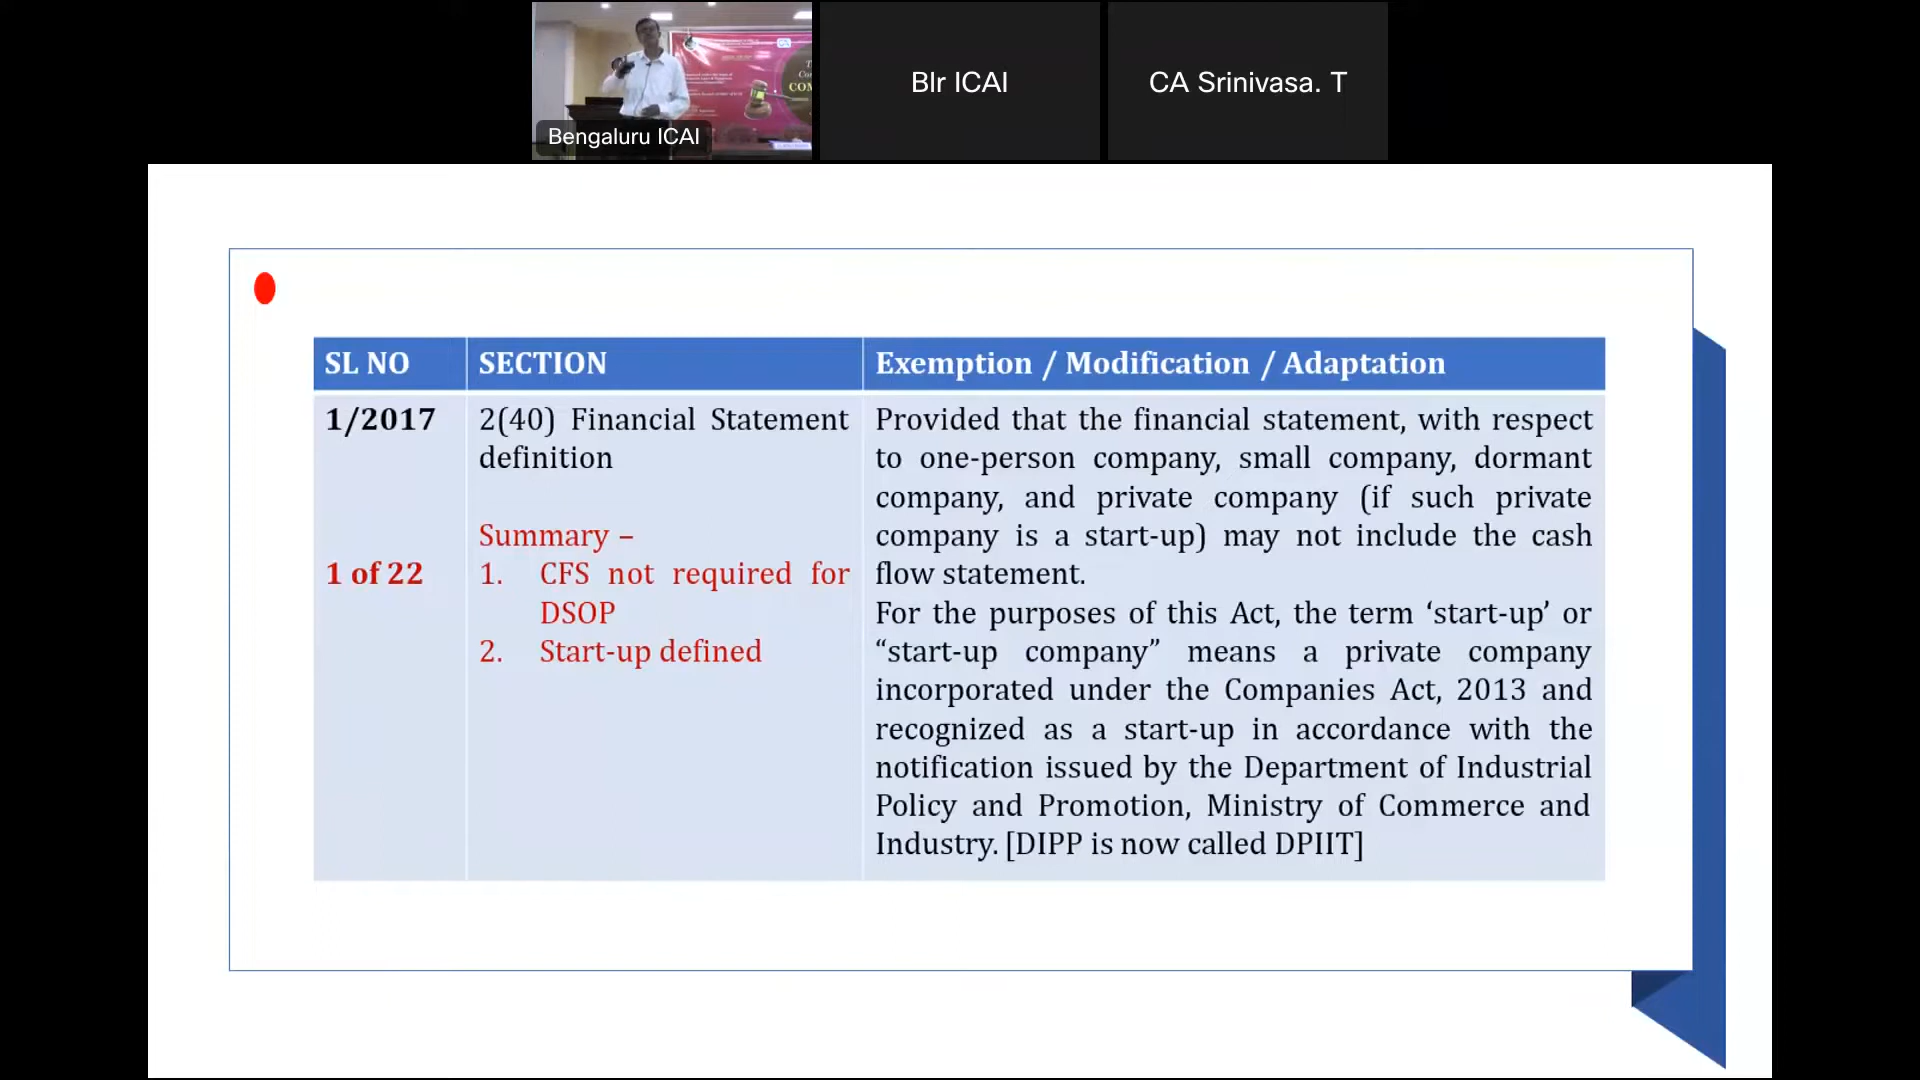 Bengaluru ICAI
Blr ICAI
CA Srinivasa. T
SL NO
SECTION
Exemption / Modification / Adaptation
1/2017
1 of 22
2(40) Financial Statement
definition
Summary –
1. CFS not required for
DSOP
2. Start-up defined
Provided that the financial statement, with respect
to one-person company, small company, dormant
company, and private company (if such private
company is a start-up) may not include the cash
flow statement.
For the purposes of this Act, the term ‘start-up’ or
“start-up company” means a private company
incorporated under the Companies Act, 2013 and
recognized as a start-up in accordance with the
notification issued by the Department of Industrial
Policy and Promotion, Ministry of Commerce and
Industry. [DIPP is now called DPIIT]